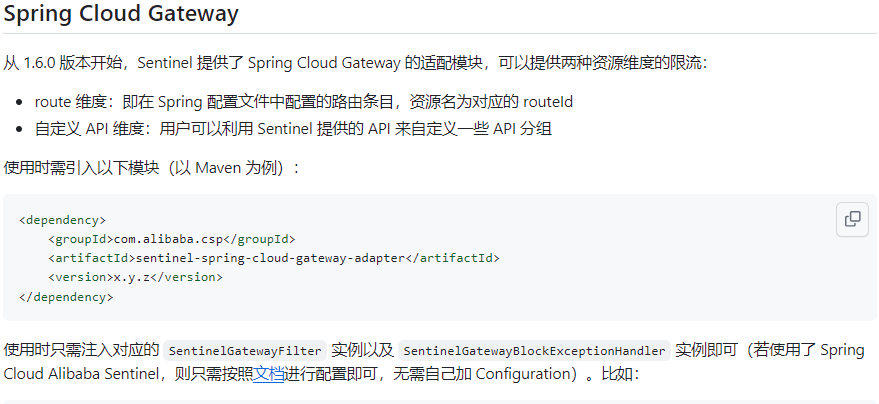 Spring Cloud Gateway
从 1.6.0 版本开始，Sentinel 提供了 Spring Cloud Gateway 的适配模块，可以提供两种资源维度的限流：
• route 维度：即在 Spring 配置文件中配置的路由条目，资源名为对应的 routeId
• 自定义 API 维度：用户可以利用 Sentinel 提供的 API 来自定义一些 API 分组
使用时需引入以下模块（以 Maven 为例）：
<dependency>
    <groupId>com.alibaba.csp</groupId>
    <artifactId>sentinel-spring-cloud-gateway-adapter</artifactId>
    <version>x.y.z</version>
</dependency>
使用时只需注入对应的 SentinelGatewayFilter 实例以及 SentinelGatewayBlockExceptionHandler 实例即可（若使用了 Spring
Cloud Alibaba Sentinel，则只需按照文档进行配置即可，无需自己加 Configuration）。比如：